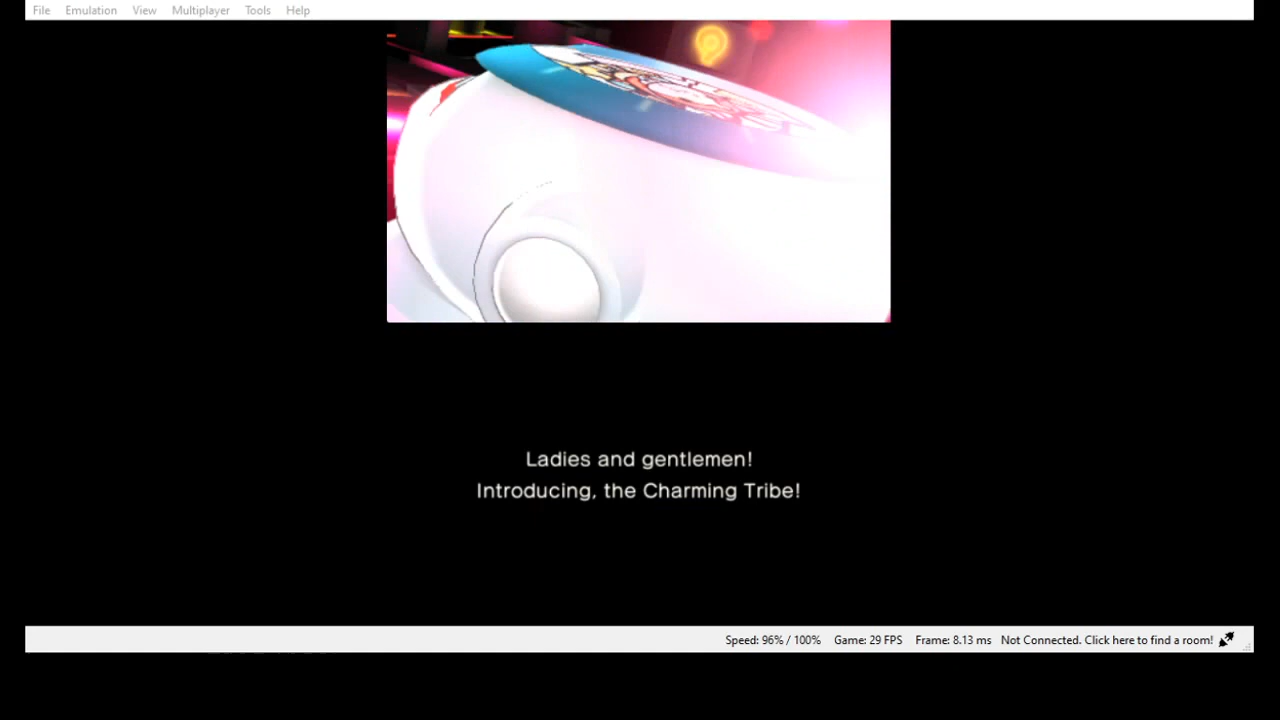 File Emulation View Multiplayer Tools Help
Ladies and gentlemen!
Introducing, the Charming Tribe!
Speed: 96% / 100% Game: 29 FPS Frame: 8.13 ms Not Connected. Click here to find a room!